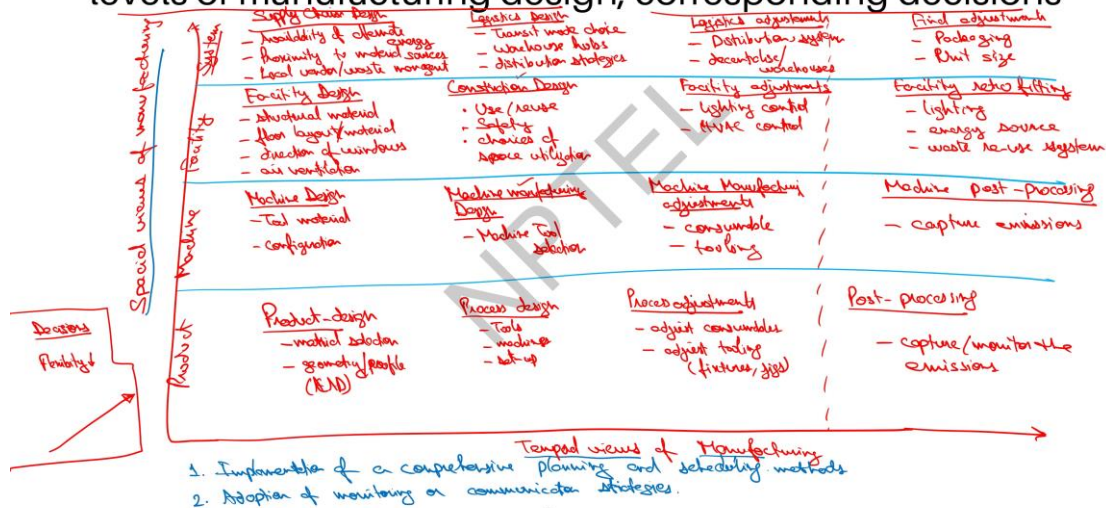 levels of manufacturing design, corresponding decisions
Supply Chain Design
- Availability of alternate energy
- Proximity to material sources
- Local vendor/waste managent
Logistics Design
- Transit mode choice
- warehouse hubs
- distribution strategies
Logistics adjustments
- Distribution system
- decentralise/ warehouses
Final adjustments
- Packaging
- Unit size
System
Facility Design
- structural material
- floor layout/material
- direction of windows
- air ventilation
Construction Design
• Use/reuse
• Safety
• choices of space utilization
Facility adjustments
- Lighting control
- HVAC control
Facility retro fitting
- lighting
- energy source
- waste re-use system
Facility
Machine Design
- Tool material
- configuration
Machine manufacturing Design
- Machine Tool selection
Machine Manufacturing adjustments
- consumable
- tooling
Machine post-processing
- capture emissions
Machine
Product-design
- material selection
- geometry/profile
Process design
- Tools
- set-up
Process adjustments
- adjust consumables
- adjust tooling
(fixtures, jigs)
Post-processing
- capture/monitor the emissions
Product
Spacial views of manufacturing
Decisions
Flexibility↓
Temporal views of Manufacturing
1. Implementation of a comprehensive planning and scheduling methods
2. Adoption of monitoring or communication strategies.
NPTEL